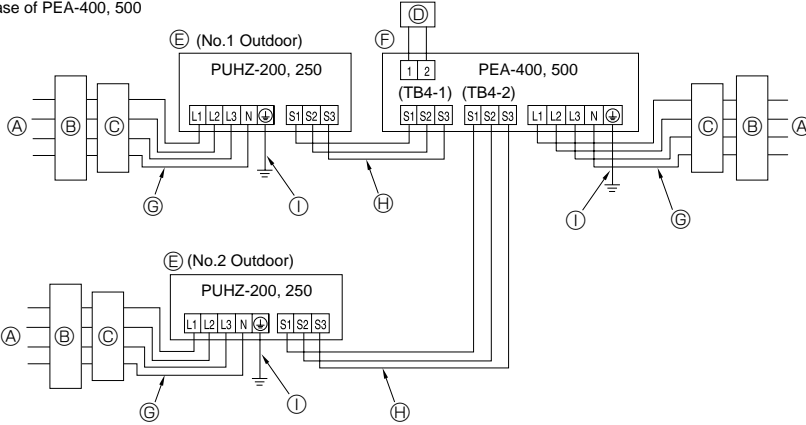 ase of PEA-400, 500
Ⓓ
Ⓔ (No.1 Outdoor)
Ⓕ
PUHZ-200, 250
1 2
PEA-400, 500
(TB4-1) (TB4-2)
L1 L2 L3 N ⏚ S1 S2 S3
S1 S2 S3 S1 S2 S3 L1 L2 L3 N ⏚
Ⓐ Ⓑ Ⓒ
Ⓒ Ⓑ Ⓐ
Ⓖ Ⓘ Ⓗ Ⓘ Ⓖ
Ⓔ (No.2 Outdoor)
PUHZ-200, 250
L1 L2 L3 N ⏚ S1 S2 S3
Ⓐ Ⓑ Ⓒ
Ⓖ Ⓘ Ⓗ